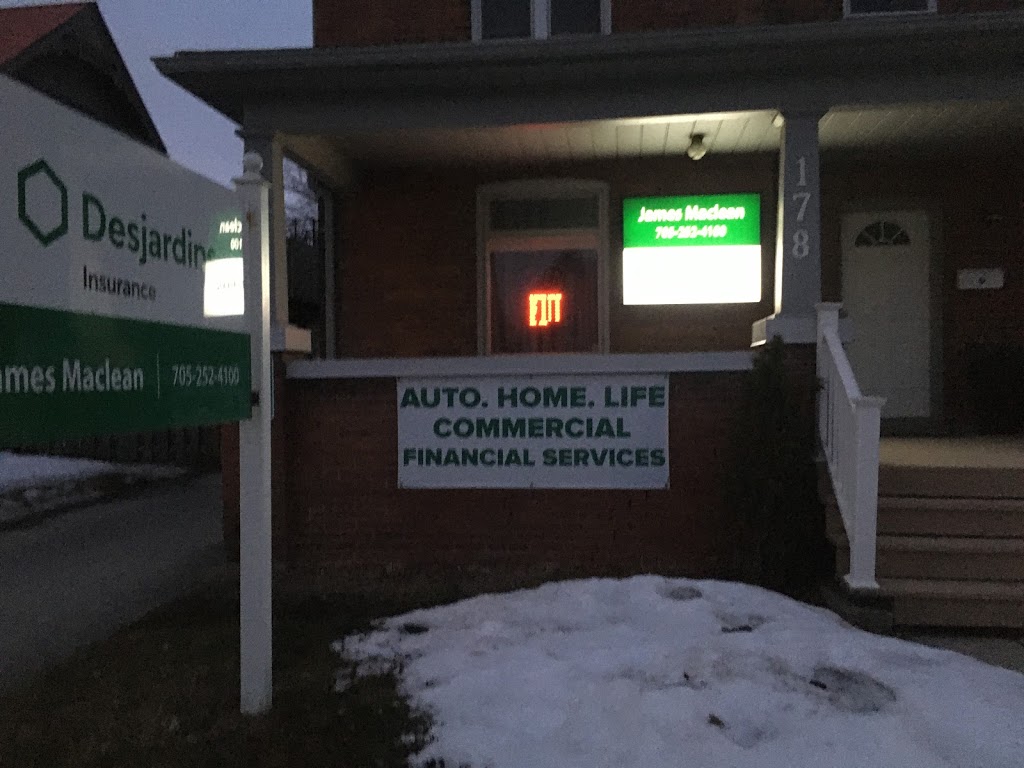 Desjardins
Insurance
ames Maclean | 705-252-4100
James Maclean
705-252-4100
178
EXIT
AUTO. HOME. LIFE
COMMERCIAL
FINANCIAL SERVICES